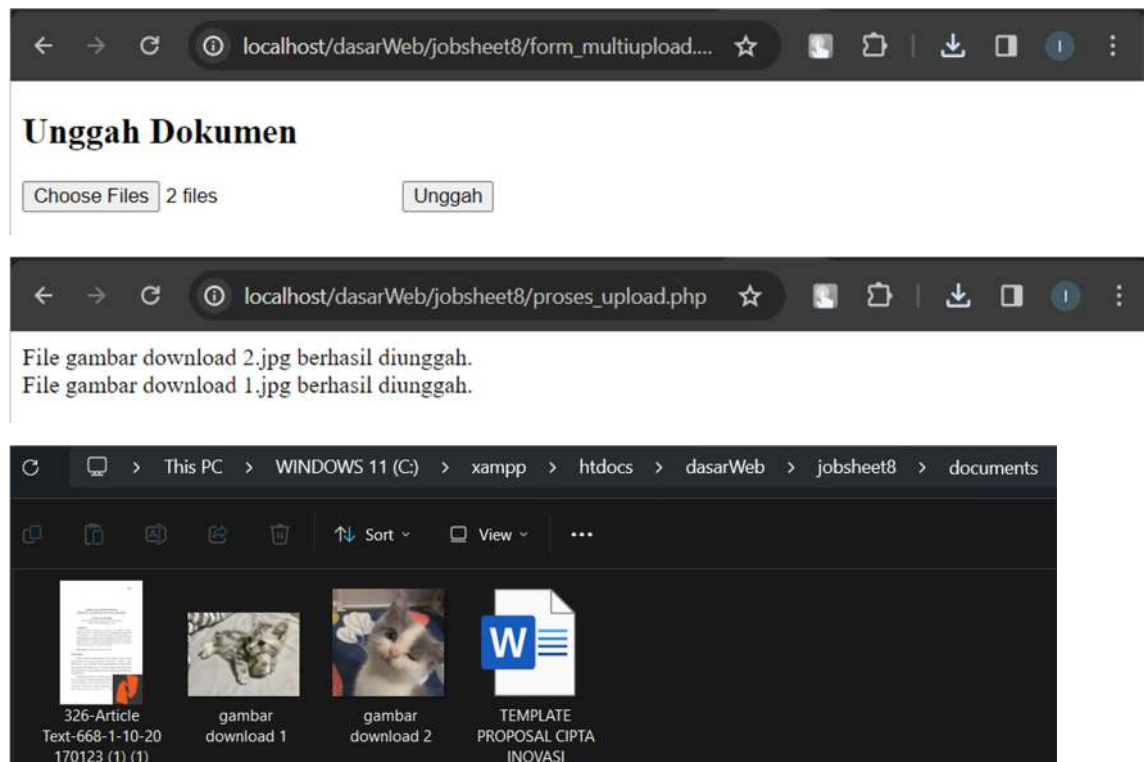 localhost/dasarWeb/jobsheet8/form_multiupload....
I
Unggah Dokumen
Choose Files 2 files Unggah
localhost/dasarWeb/jobsheet8/proses_upload.php
I
File gambar download 2.jpg berhasil diunggah.
File gambar download 1.jpg berhasil diunggah.
This PC > WINDOWS 11 (C:) > xampp > htdocs > dasarWeb > jobsheet8 > documents
Sort View ...
W
326-Article
Text-668-1-10-20
170123 (1) (1)
gambar
download 1
gambar
download 2
TEMPLATE
PROPOSAL CIPTA
INOVASI